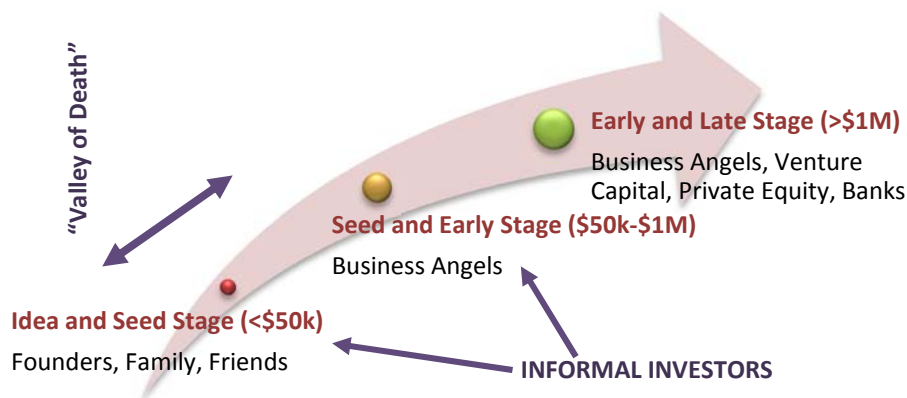 “Valley of Death”
Early and Late Stage (>$1M)
Business Angels, Venture
Capital, Private Equity, Banks
Seed and Early Stage ($50k-$1M)
Business Angels
Idea and Seed Stage (<$50k)
Founders, Family, Friends
INFORMAL INVESTORS